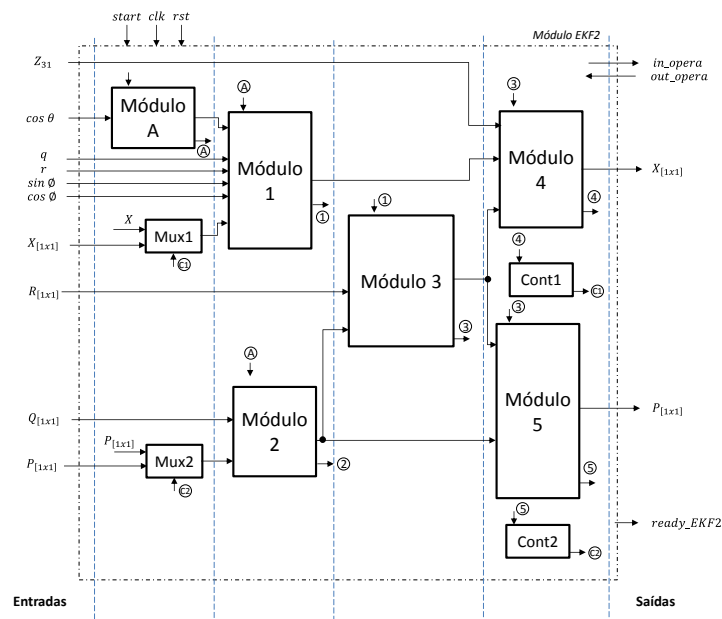 start clk rst
Módulo EKF2
Z₃₁
in_opera
out_opera
③
Ⓐ
Módulo
A
cos θ
Ⓐ
Módulo
4
q
r
sin ∅
cos ∅
Módulo
1
X[1x1]
①
④
①
X
Mux1
X[1x1]
C1
④
Cont1
C1
R[1x1]
Módulo 3
③
③
Ⓐ
Q[1x1]
Módulo
2
Módulo
5
P[1x1]
P[1x1]
Mux2
P[1x1]
②
⑤
C2
⑤
ready_EKF2
Cont2
C2
Entradas
Saídas